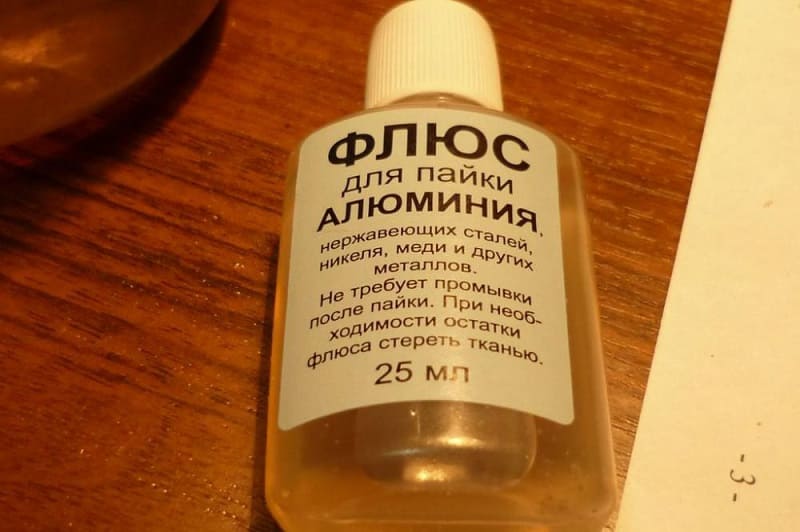 ФЛЮС
для пайки
АЛЮМИНИЯ,
нержавеющих сталей,
никеля, меди и других
металлов.
Не требует промывки
после пайки. При необ-
ходимости остатки
флюса стереть тканью.
25 мл
-3-